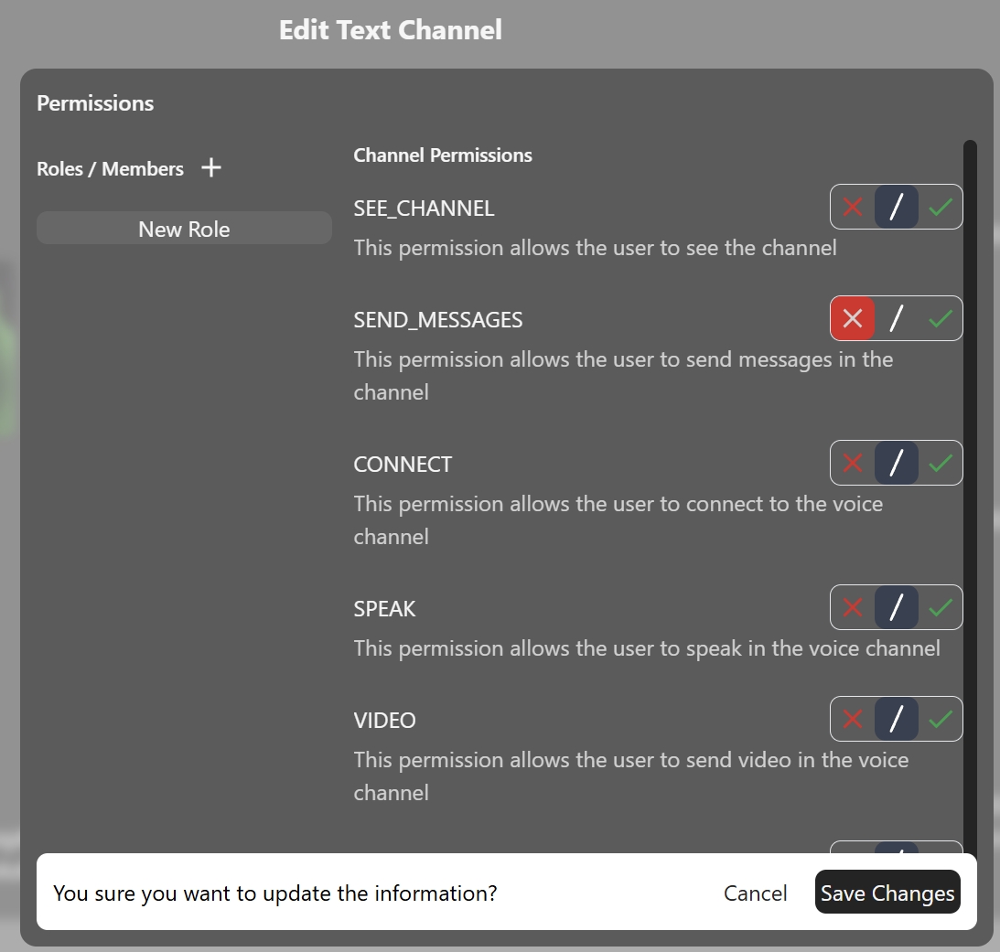 Edit Text Channel
Permissions
Roles / Members
New Role
Channel Permissions
SEE_CHANNEL
This permission allows the user to see the channel
SEND_MESSAGES
This permission allows the user to send messages in the
channel
CONNECT
This permission allows the user to connect to the voice
channel
SPEAK
This permission allows the user to speak in the voice channel
VIDEO
This permission allows the user to send video in the voice
channel
You sure you want to update the information?
Cancel
Save Changes